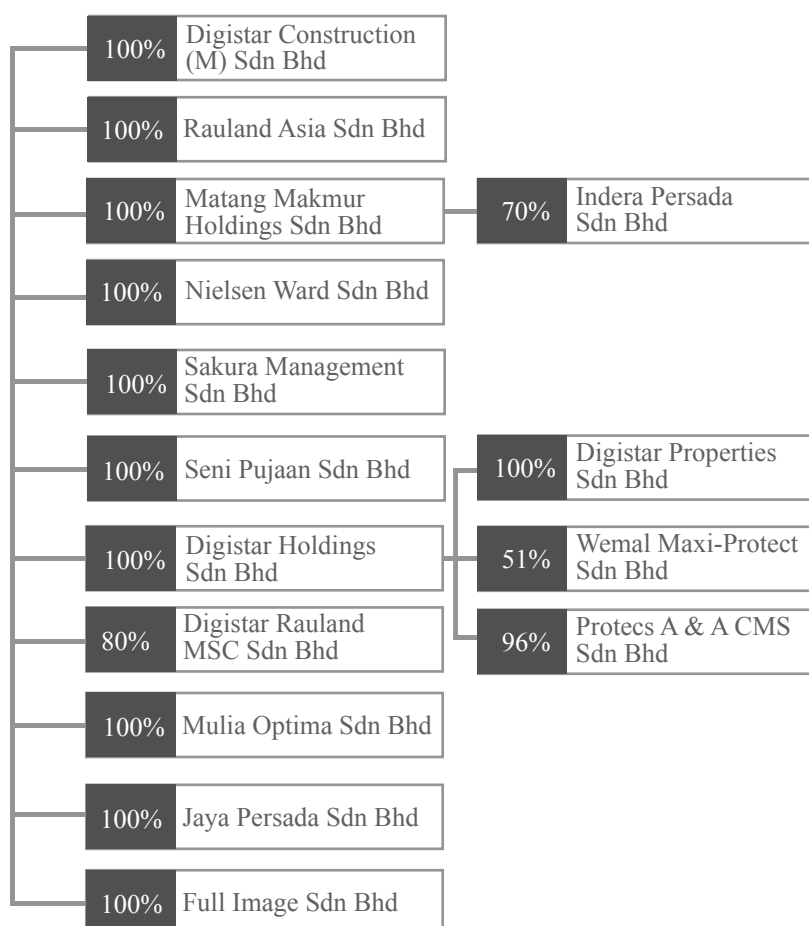 100%
Digistar Construction
(M) Sdn Bhd
100%
Rauland Asia Sdn Bhd
100%
Matang Makmur
Holdings Sdn Bhd
70%
Indera Persada
Sdn Bhd
100%
Nielsen Ward Sdn Bhd
100%
Sakura Management
Sdn Bhd
100%
Seni Pujaan Sdn Bhd
100%
Digistar Properties
Sdn Bhd
100%
Digistar Holdings
Sdn Bhd
51%
Wemal Maxi-Protect
Sdn Bhd
80%
Digistar Rauland
MSC Sdn Bhd
96%
Protecs A & A CMS
Sdn Bhd
100%
Mulia Optima Sdn Bhd
100%
Jaya Persada Sdn Bhd
100%
Full Image Sdn Bhd